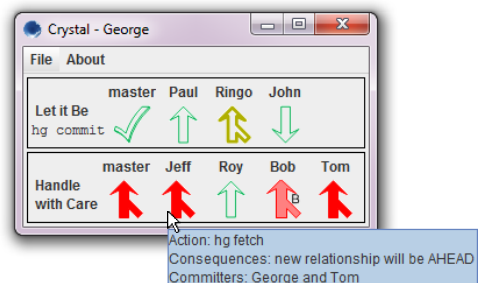 Crystal - George
File About
master Paul Ringo John
Let it Be
hg commit
master Jeff Roy Bob Tom
Handle
with Care
B
Action: hg fetch
Consequences: new relationship will be AHEAD
Committers: George and Tom